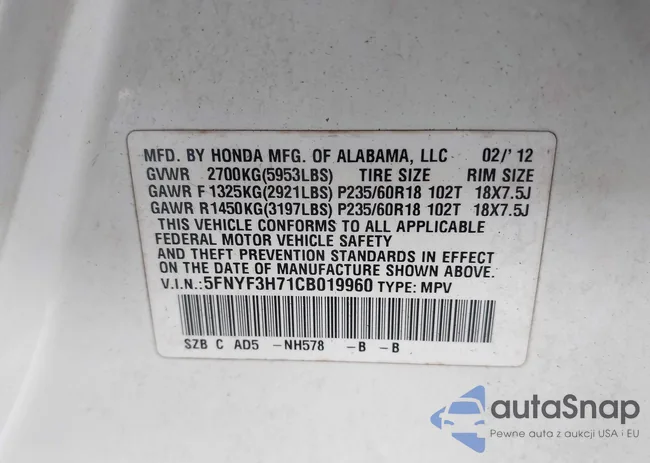 MFD. BY HONDA MFG. OF ALABAMA, LLC 02/'12
GVWR 2700KG(5953LBS) TIRE SIZE RIM SIZE
GAWR F 1325KG(2921LBS) P235/60R18 102T 18X7.5J
GAWR R1450KG(3197LBS) P235/60R18 102T 18X7.5J
THIS VEHICLE CONFORMS TO ALL APPLICABLE
FEDERAL MOTOR VEHICLE SAFETY
AND THEFT PREVENTION STANDARDS IN EFFECT
ON THE DATE OF MANUFACTURE SHOWN ABOVE.
V.I.N.:5FNYF3H71CB019960 TYPE: MPV
SZB C AD5 -NH578 -B -B
autaSnap
Pewne auta z aukcji USA i EU